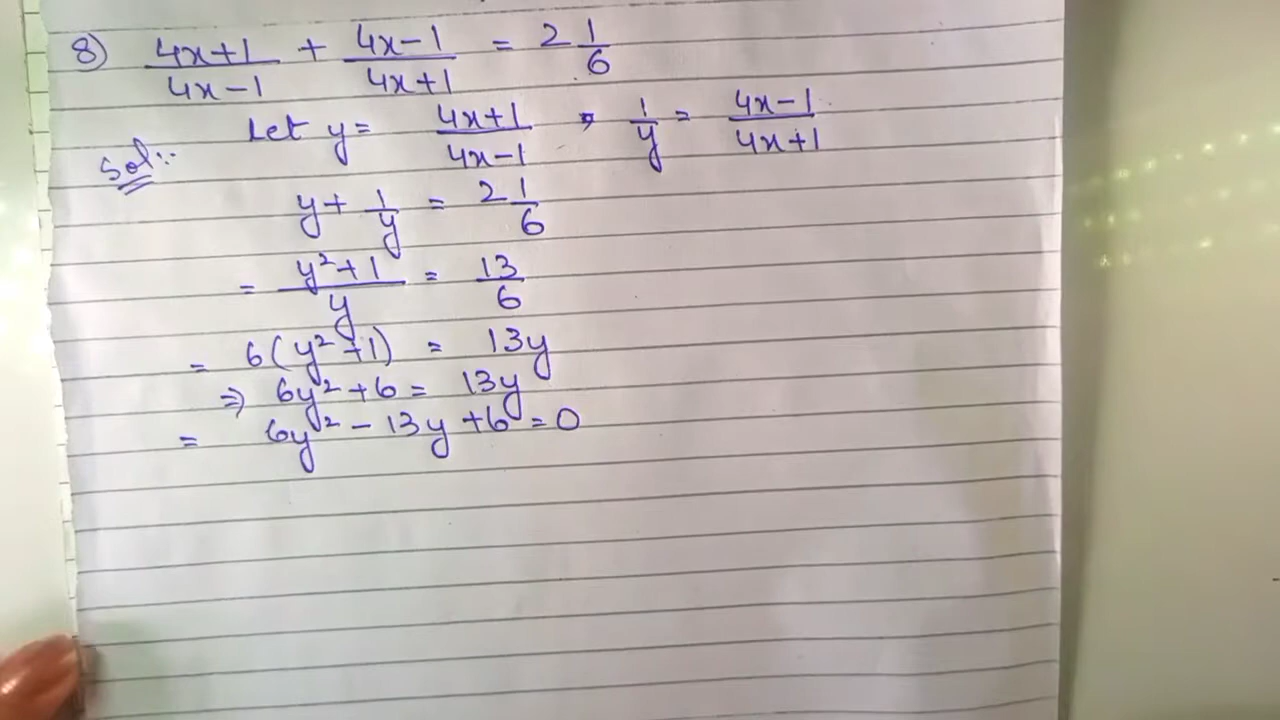 8) (4x+1)/(4x-1) + (4x-1)/(4x+1) = 2 1/6
Sol:- Let y = (4x+1)/(4x-1) , 1/y = (4x-1)/(4x+1)
y + 1/y = 2 1/6
= (y²+1)/y = 13/6
= 6(y²+1) = 13y
⇒ 6y²+6 = 13y
= 6y² - 13y + 6 = 0